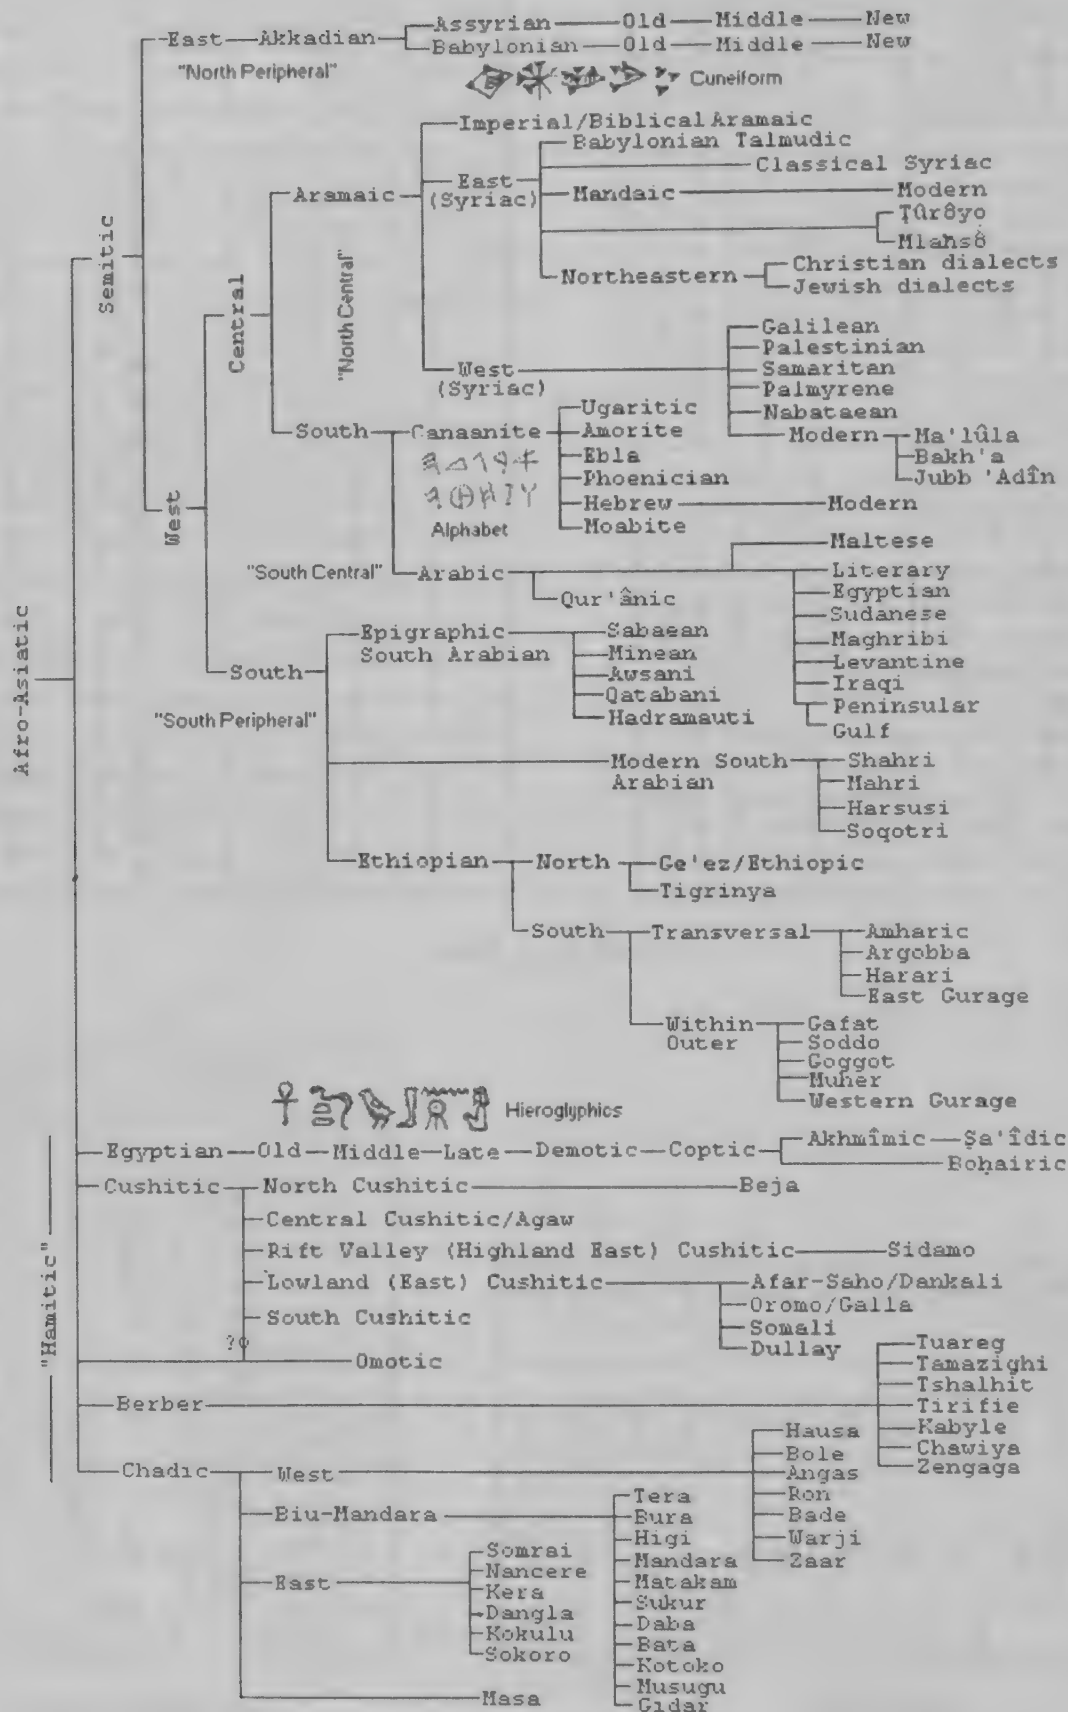 East Akkadian Assyrian Old Middle New
Babylonian Old Middle New
"North Peripheral"
Cuneiform
Imperial/Biblical Aramaic
Babylonian Talmudic
Classical Syriac
Aramaic East Mandaic Modern
(Syriac)
Ṭûrôyo
Mlaḥsô
Northeastern Christian dialects
Jewish dialects
Semitic
Central
"North Central"
Galilean
Palestinian
West Samaritan
(Syriac) Palmyrene
Nabataean
Modern Ma'lûla
Bakh'a
Jubb 'Adîn
South Canaanite Ugaritic
Amorite
Ebla
Phoenician
Hebrew Modern
Moabite
Alphabet
West
"South Central"
Arabic Maltese
Qur'ânic Literary
Egyptian
Sudanese
Maghribi
Levantine
Iraqi
Peninsular
Gulf
Afro-Asiatic
South
"South Peripheral"
Epigraphic Sabaean
South Arabian Minean
Awsani
Qatabani
Hadramauti
Modern South Shahri
Arabian Mahri
Harsusi
Soqotri
Ethiopian North Ge'ez/Ethiopic
Tigrinya
South Transversal Amharic
Argobba
Harari
East Gurage
Within Gafat
Outer Soddo
Goggot
Muher
Western Gurage
Hieroglyphics
Egyptian Old Middle Late Demotic Coptic Akhmîmic Ṣa'îdic
Boḥairic
Cushitic North Cushitic Beja
Central Cushitic/Agaw
Rift Valley (Highland East) Cushitic Sidamo
Lowland (East) Cushitic Afar-Saho/Dankali
Oromo/Galla
Somali
Dullay
South Cushitic
"Hamitic"
?
Omotic
Berber Tuareg
Tamazighi
Tshalhit
Tirifie
Kabyle
Chawiya
Zengaga
Chadic West Hausa
Bole
Angas
Ron
Bade
Warji
Zaar
Biu-Mandara Tera
Bura
Higi
Mandara
Matakam
Sukur
Daba
Bata
Kotoko
Musugu
Gidar
East Somrai
Nancere
Kera
Dangla
Kokulu
Sokoro
Masa